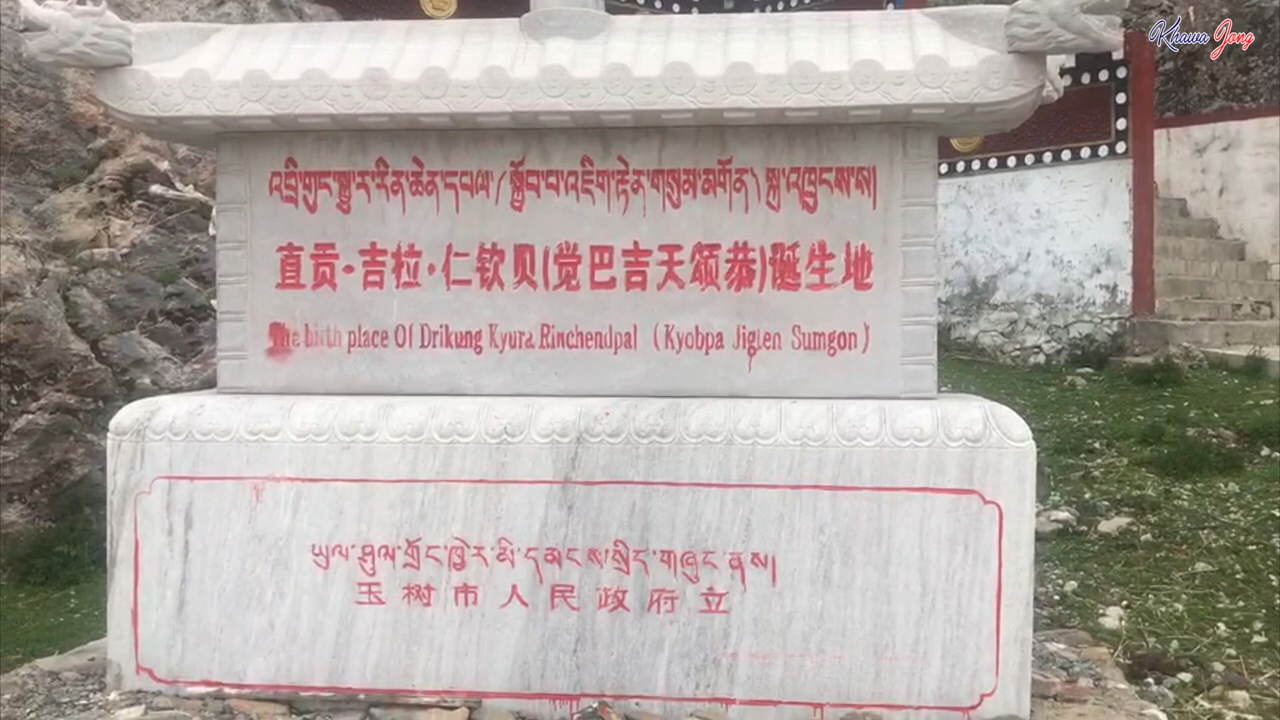 Khawa Jong
འབྲི་གུང་སྐྱུ་ར་རིན་ཆེན་དཔལ་(སྐྱོབ་པ་འཇིག་རྟེན་གསུམ་མགོན་) སྐུ་འཁྲུངས་ས།
直贡·吉拉·仁钦贝(觉巴吉天颂恭)诞生地
The birth place Of Drikung Kyura Rinchendpal (Kyobpa Jigten Sumgon)
ཡུལ་ཤུལ་གྲོང་ཁྱེར་མི་དམངས་སྲིད་གཞུང་ནས།
玉树市人民政府立